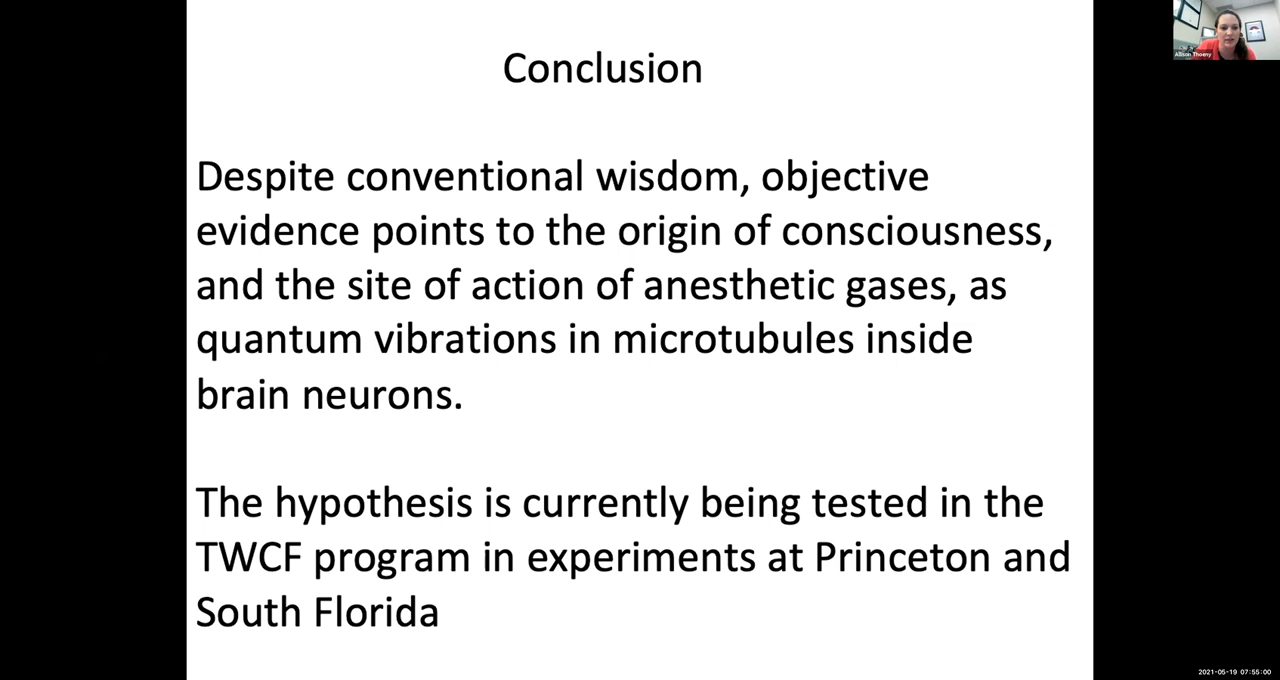 Allison Thoeny
Conclusion
Despite conventional wisdom, objective
evidence points to the origin of consciousness,
and the site of action of anesthetic gases, as
quantum vibrations in microtubules inside
brain neurons.
The hypothesis is currently being tested in the
TWCF program in experiments at Princeton and
South Florida
2021-05-19 07:55:00